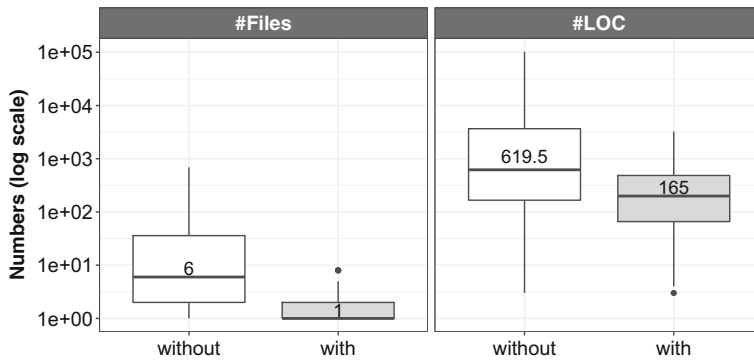 #Files
#LOC
Numbers (log scale)
1e+05
1e+04
1e+03
1e+02
1e+01
1e+00
6
1
619.5
165
without
with
without
with